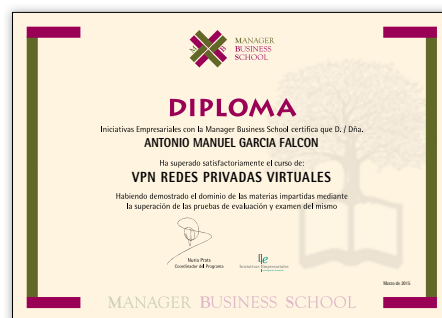 MANAGER
BUSINESS
SCHOOL
M B
DIPLOMA
Iniciativas Empresariales con la Manager Business School certifica que D. / Dña.
ANTONIO MANUEL GARCIA FALCON
Ha superado satisfactoriamente el curso de:
VPN REDES PRIVADAS VIRTUALES
Habiendo demostrado el dominio de las materias impartidas mediante
la superación de las pruebas de evaluación y examen del mismo
Nuria Prats
Coordinador del Programa
Iniciativas Empresariales
Marzo de 2015
MANAGER BUSINESS SCHOOL